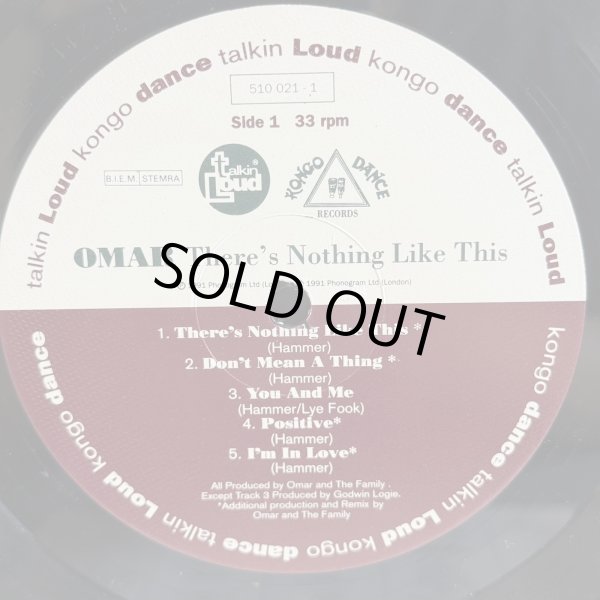 talkin Loud kongo dance talkin Loud kongo dance talkin Loud
510 021 - 1
Side 1 33 rpm
B.I.E.M. STEMRA
talkin Loud
KONGO DANCE
RECORDS
OMAR There's Nothing Like This
1991 Phonogram Ltd 1991 Phonogram Ltd (London)
SOLD OUT
1. There's Nothing Like This *
(Hammer)
2. Don't Mean A Thing *
(Hammer)
3. You And Me
(Hammer/Lye Fook)
4. Positive*
(Hammer)
5. I'm In Love*
(Hammer)
All Produced by Omar and The Family .
Except Track 3 Produced by Godwin Logie.
*Additional production and Remix by
Omar and The Family
kongo dance talkin Loud kongo dance talkin Loud kongo dance